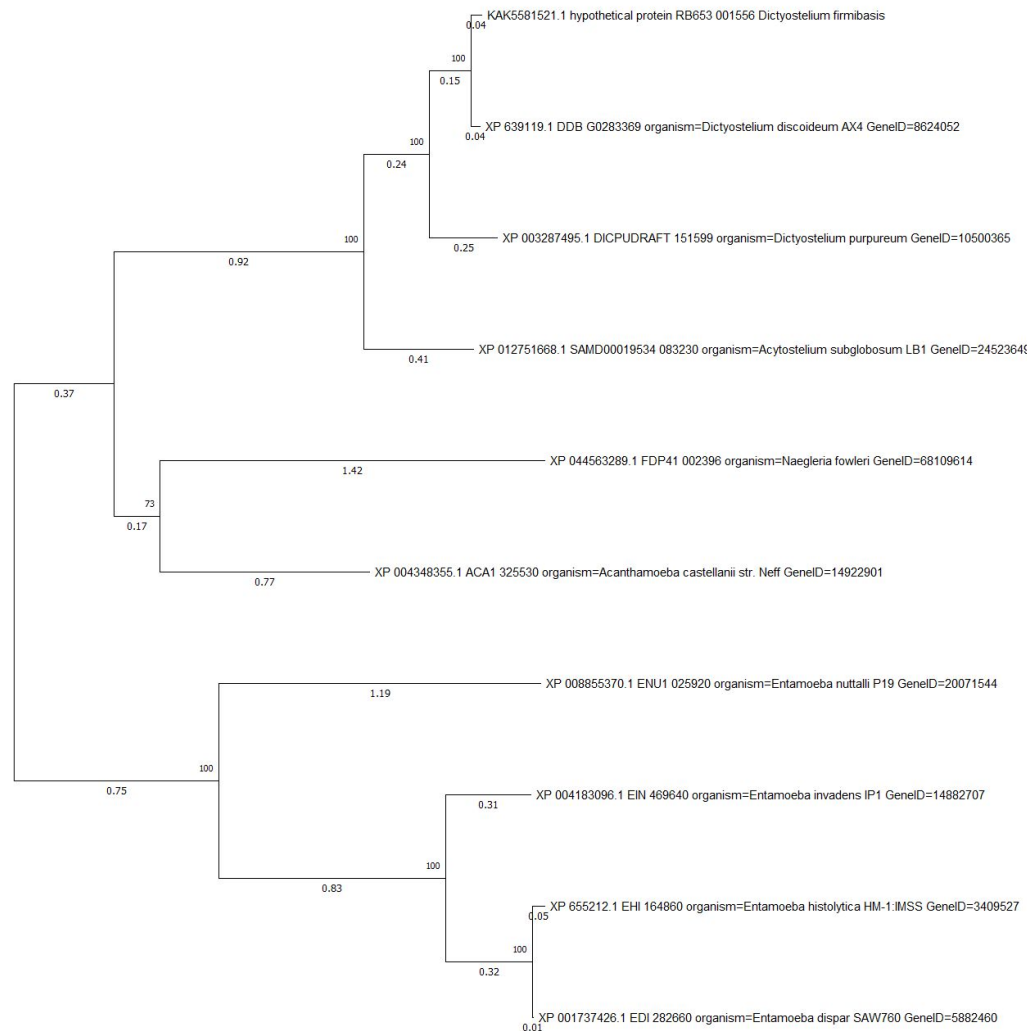 KAK5581521.1 hypothetical protein RB653 001556 Dictyostelium firmibasis
0.04
100
0.15
XP 639119.1 DDB G0283369 organism=Dictyostelium discoideum AX4 GeneID=8624052
0.04
100
0.24
XP 003287495.1 DICPUDRAFT 151599 organism=Dictyostelium purpureum GeneID=10500365
0.25
100
0.92
XP 012751668.1 SAMD00019534 083230 organism=Acytostelium subglobosum LB1 GeneID=24523649
0.41
0.37
XP 044563289.1 FDP41 002396 organism=Naegleria fowleri GeneID=68109614
1.42
73
0.17
XP 004348355.1 ACA1 325530 organism=Acanthamoeba castellanii str. Neff GeneID=14922901
0.77
XP 008855370.1 ENU1 025920 organism=Entamoeba nuttalli P19 GeneID=20071544
1.19
100
0.75
XP 004183096.1 EIN 469640 organism=Entamoeba invadens IP1 GeneID=14882707
0.31
100
0.83
XP 655212.1 EHI 164860 organism=Entamoeba histolytica HM-1:IMSS GeneID=3409527
0.05
100
0.32
XP 001737426.1 EDI 282660 organism=Entamoeba dispar SAW760 GeneID=5882460
0.01